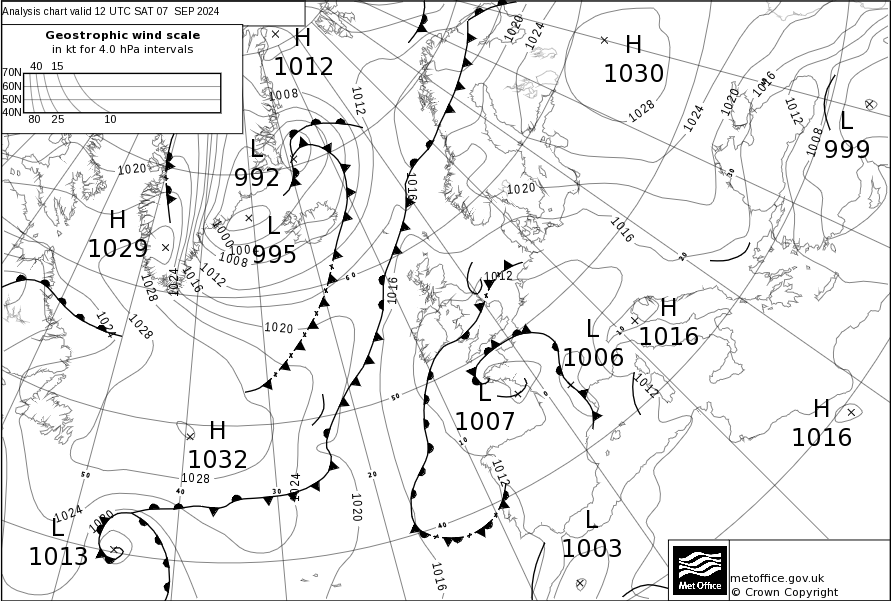 Analysis chart valid 12 UTC SAT 07 SEP 2024
Geostrophic wind scale
in kt for 4.0 hPa intervals
40 15
70N
60N
50N
40N
80 25 10
H
1012
1008
1012
1020
1024
H
1030
1028
1024
1020
1016
1012
1008
L
999
L
992
1020
1016
1020
H
1029
L
995
1000
1008
1012
1016
1024
1028
1016
30
20
60
1012
1016
1028
1020
L
1006
H
1016
10
50
0
1012
L
1007
H
1016
H
1032
10
1028
1024
1012
50
40
30
20
1020
1024
1020
40
L
1013
L
1003
1016
Met Office
metoffice.gov.uk
© Crown Copyright